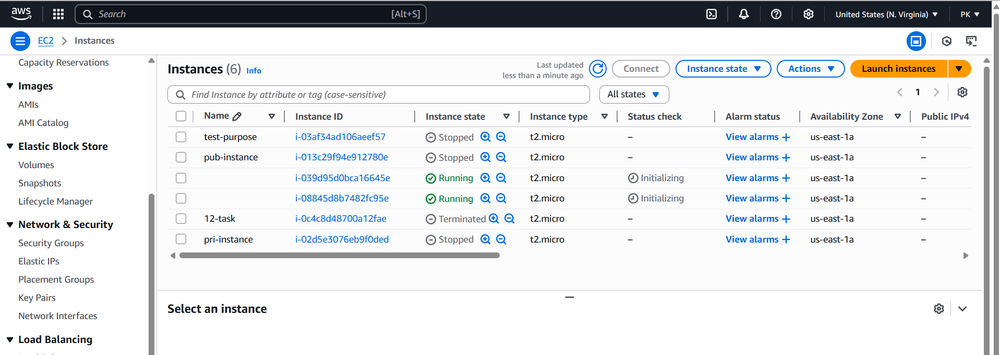 aws
Search [Alt+S]
United States (N. Virginia)
PK
EC2 > Instances
Capacity Reservations
Images
AMIs
AMI Catalog
Elastic Block Store
Volumes
Snapshots
Lifecycle Manager
Network & Security
Security Groups
Elastic IPs
Placement Groups
Key Pairs
Network Interfaces
Load Balancing
Instances (6) Info
Last updated
less than a minute ago
Connect
Instance state
Actions
Launch instances
Find Instance by attribute or tag (case-sensitive)
All states
1
Name Instance ID Instance state Instance type Status check Alarm status Availability Zone Public IPv4
test-purpose i-03af34ad106aeef57 Stopped t2.micro – View alarms + us-east-1a –
pub-instance i-013c29f94e912780e Stopped t2.micro – View alarms + us-east-1a –
i-039d95d0bca16645e Running t2.micro Initializing View alarms + us-east-1a –
i-08845d8b7482fc95e Running t2.micro Initializing View alarms + us-east-1a –
12-task i-0c4c8d48700a12fae Terminated t2.micro – View alarms + us-east-1a –
pri-instance i-02d5e3076eb9f0ded Stopped t2.micro – View alarms + us-east-1a –
Select an instance